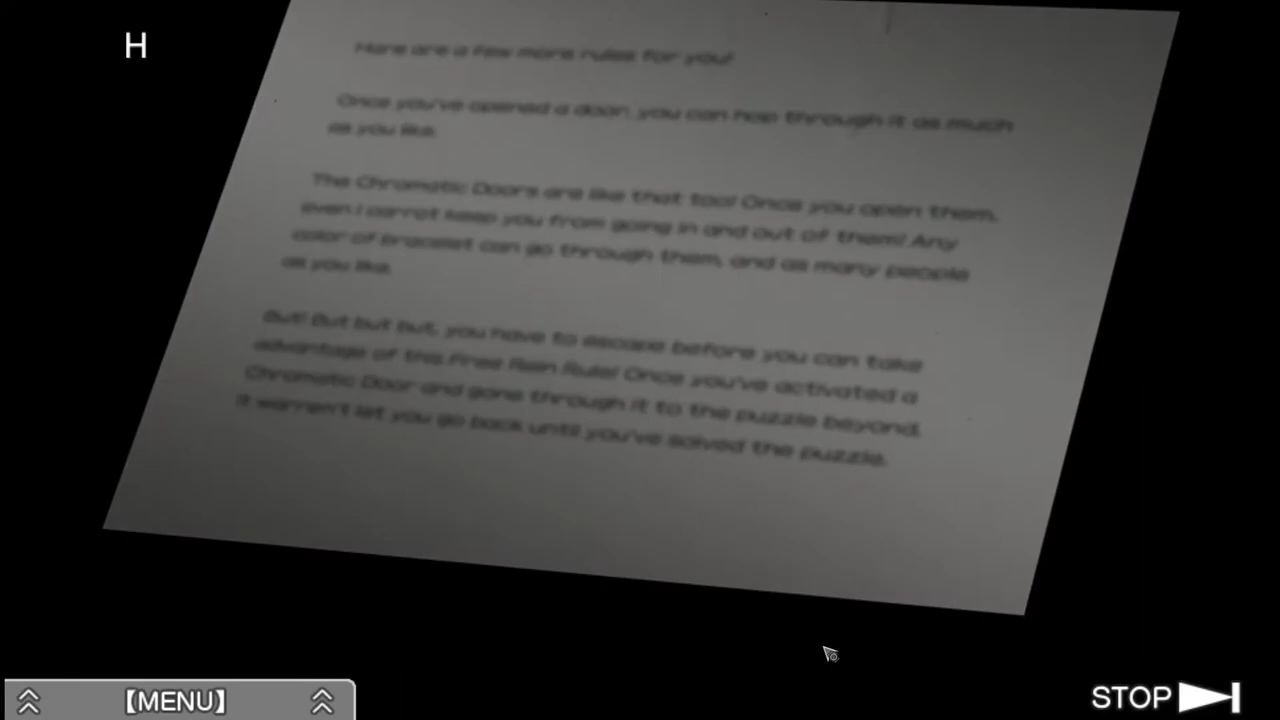 H
Here are a few more rules for you!
Once you've opened a door, you can hop through it as much
as you like.
The Chromatic Doors are like that too! Once you open them,
even I carrot keep you from going in and out of them! Any
color of bracelet can go through them, and as many people
as you like.
But! But but but, you have to escape before you can take
advantage of this Free Rein Rule! Once you've activated a
Chromatic Door and gone through it to the puzzle beyond,
it warren't let you go back until you've solved the puzzle.
【MENU】
STOP